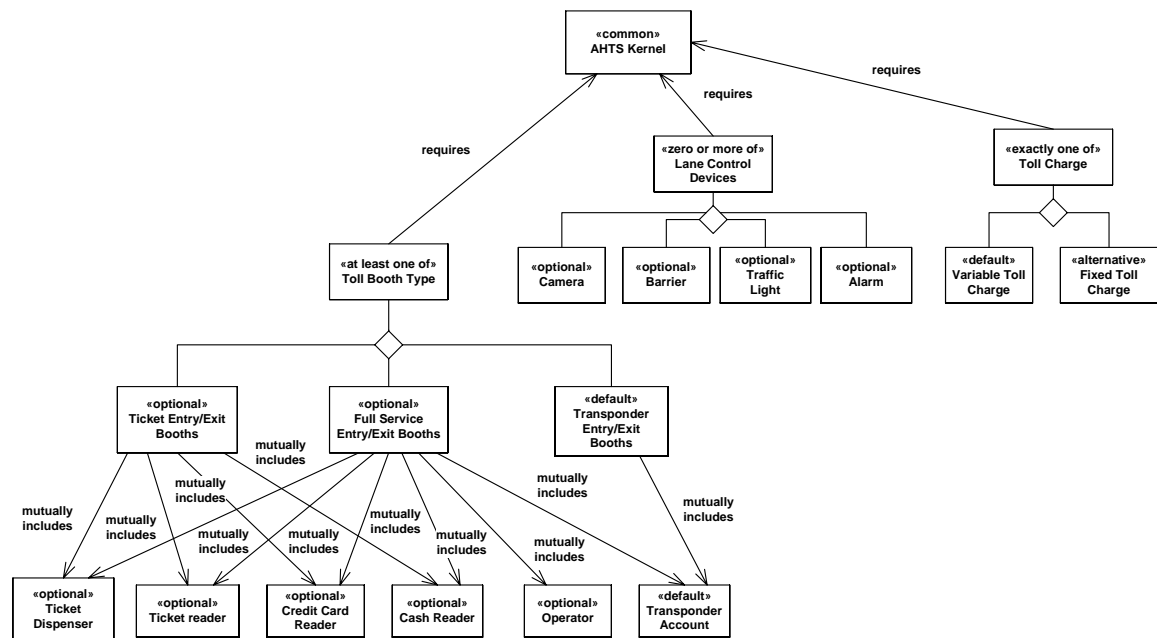 «common»
AHTS Kernel
requires
requires
requires
«zero or more of»
Lane Control
Devices
«exactly one of»
Toll Charge
«at least one of»
Toll Booth Type
«optional»
Camera
«optional»
Barrier
«optional»
Traffic
Light
«optional»
Alarm
«default»
Variable Toll
Charge
«alternative»
Fixed Toll
Charge
«optional»
Ticket Entry/Exit
Booths
«optional»
Full Service
Entry/Exit Booths
«default»
Transponder
Entry/Exit
Booths
mutually
includes
mutually
includes
mutually
includes
mutually
includes
mutually
includes
mutually
includes
mutually
includes
mutually
includes
mutually
includes
mutually
includes
mutually
includes
«optional»
Ticket
Dispenser
«optional»
Ticket reader
«optional»
Credit Card
Reader
«optional»
Cash Reader
«optional»
Operator
«default»
Transponder
Account